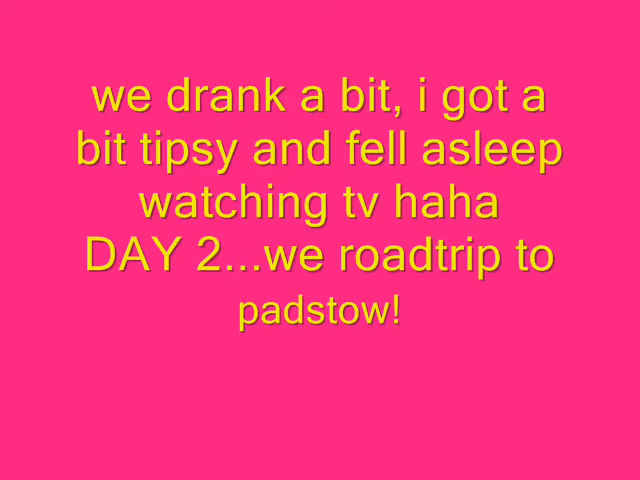 we drank a bit, i got a
bit tipsy and fell asleep
watching tv haha
DAY 2...we roadtrip to
padstow!